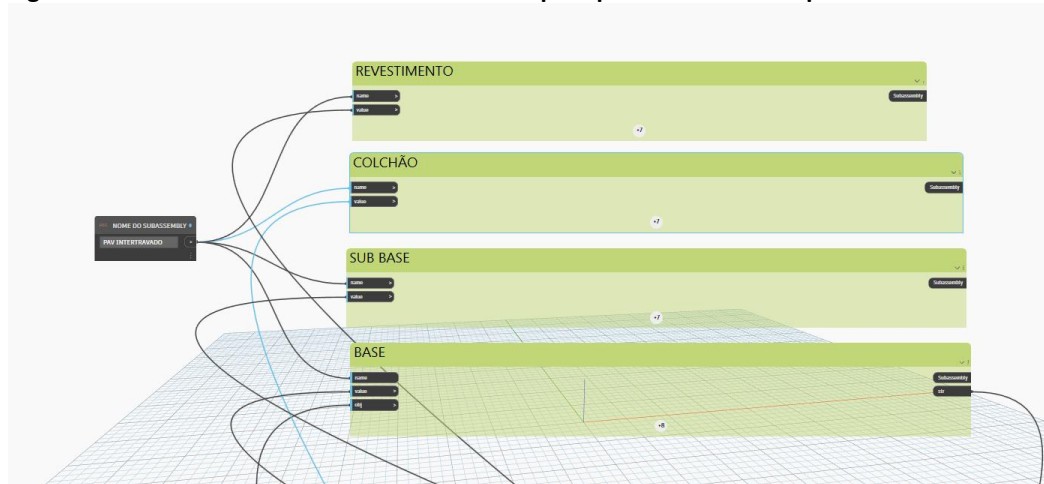 REVESTIMENTO
name >
value >
Subassembly
+7
COLCHÃO
name >
value >
Subassembly
+7
NOME DO SUBASSEMBLY
PAV INTERTRAVADO >
SUB BASE
name >
value >
Subassembly
+7
BASE
name
value >
obj >
Subassembly
str
+8